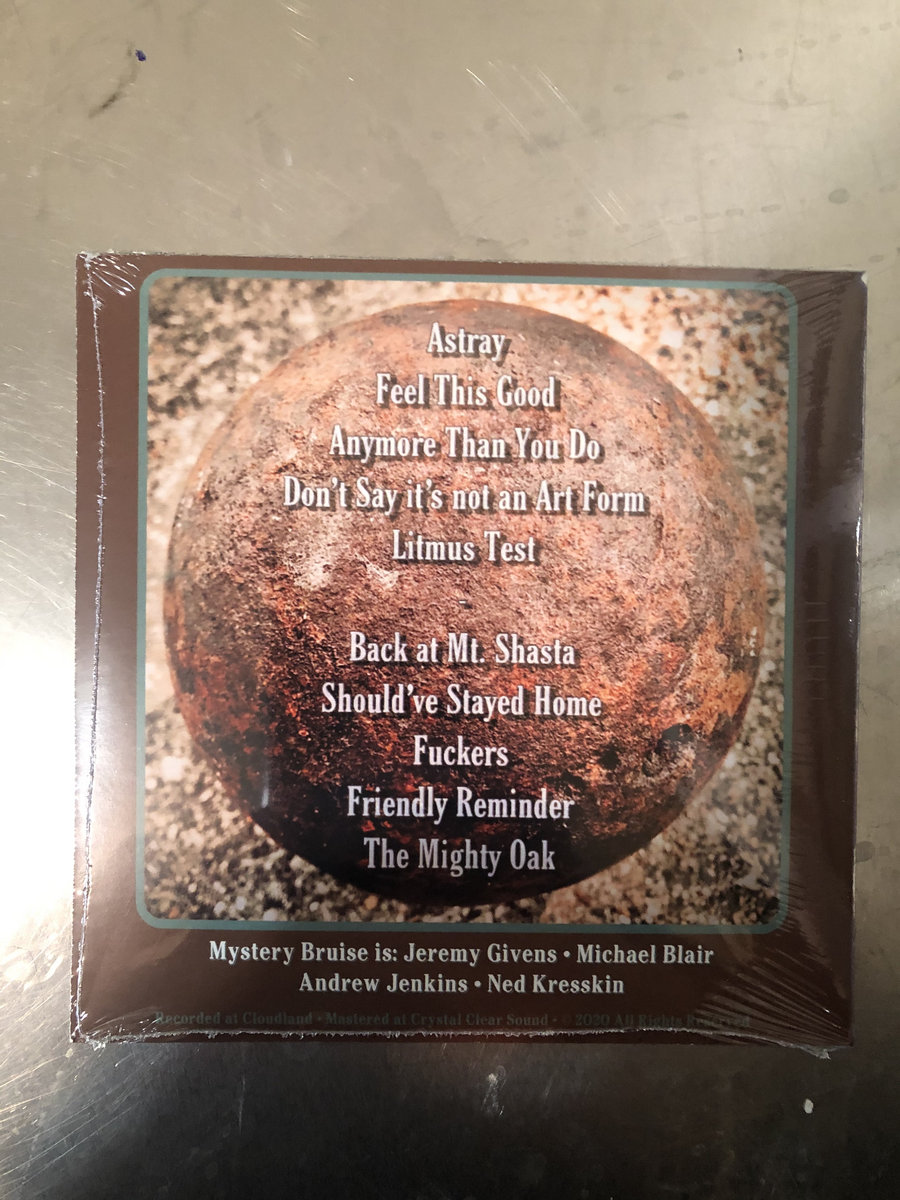 Astray
Feel This Good
Anymore Than You Do
Don't Say it's not an Art Form
Litmus Test
-
Back at Mt. Shasta
Should've Stayed Home
Fuckers
Friendly Reminder
The Mighty Oak
Mystery Bruise is: Jeremy Givens • Michael Blair
Andrew Jenkins • Ned Kresskin
Recorded at Cloudland • Mastered at Crystal Clear Sound • © 2020 All Rights Reserved